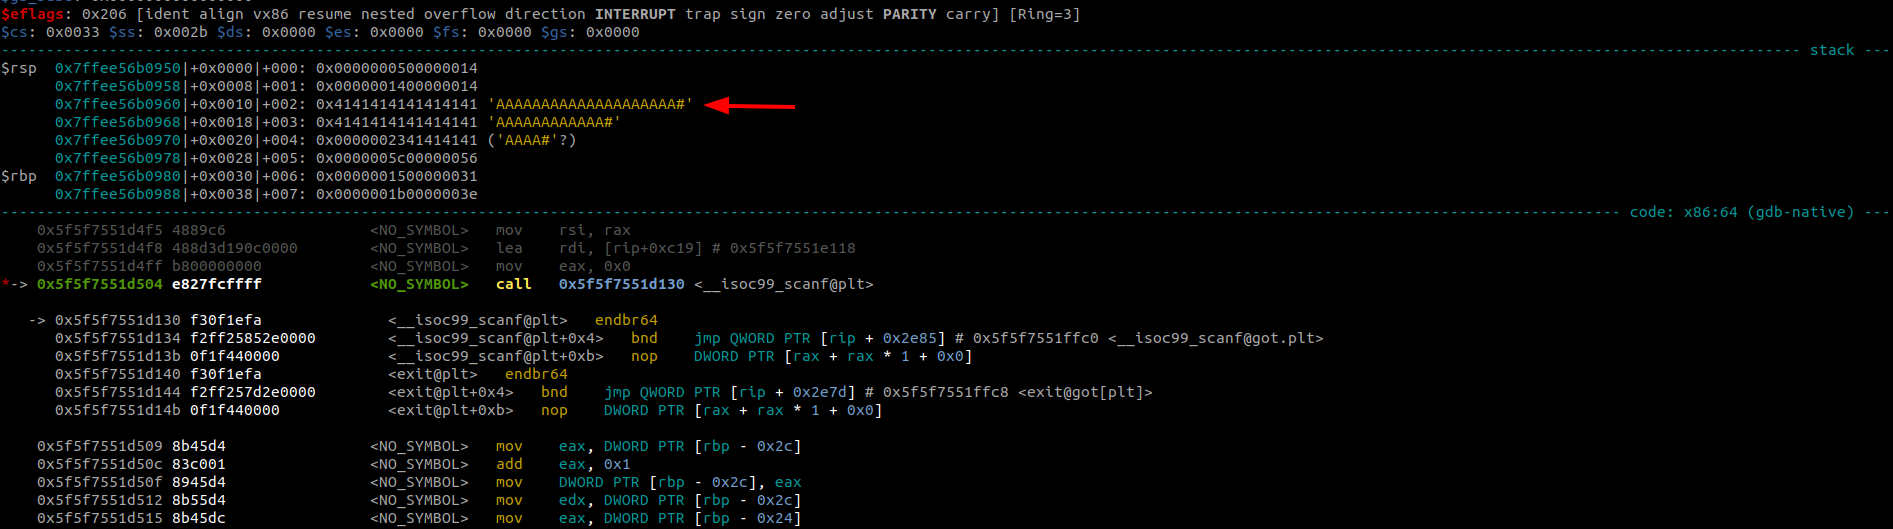 $eflags: 0x206 [ident align vx86 resume nested overflow direction INTERRUPT trap sign zero adjust PARITY carry] [Ring=3]
$cs: 0x0033 $ss: 0x002b $ds: 0x0000 $es: 0x0000 $fs: 0x0000 $gs: 0x0000
stack
$rsp 0x7ffee56b0950|+0x0000|+000: 0x0000000500000014
0x7ffee56b0958|+0x0008|+001: 0x0000001400000014
0x7ffee56b0960|+0x0010|+002: 0x4141414141414141 'AAAAAAAAAAAAAAAAAAAA#'
0x7ffee56b0968|+0x0018|+003: 0x4141414141414141 'AAAAAAAAAAAA#'
0x7ffee56b0970|+0x0020|+004: 0x0000002341414141 ('AAAA#'?)
0x7ffee56b0978|+0x0028|+005: 0x0000005c00000056
$rbp 0x7ffee56b0980|+0x0030|+006: 0x0000001500000031
0x7ffee56b0988|+0x0038|+007: 0x0000001b0000003e
code: x86:64 (gdb-native)
0x5f5f7551d4f5 4889c6 <NO_SYMBOL> mov rsi, rax
0x5f5f7551d4f8 488d3d190c0000 <NO_SYMBOL> lea rdi, [rip+0xc19] # 0x5f5f7551e118
0x5f5f7551d4ff b800000000 <NO_SYMBOL> mov eax, 0x0
*-> 0x5f5f7551d504 e827fcffff <NO_SYMBOL> call 0x5f5f7551d130 <__isoc99_scanf@plt>
-> 0x5f5f7551d130 f30f1efa <__isoc99_scanf@plt> endbr64
0x5f5f7551d134 f2ff25852e0000 <__isoc99_scanf@plt+0x4> bnd jmp QWORD PTR [rip + 0x2e85] # 0x5f5f7551ffc0 <__isoc99_scanf@got.plt>
0x5f5f7551d13b 0f1f440000 <__isoc99_scanf@plt+0xb> nop DWORD PTR [rax + rax * 1 + 0x0]
0x5f5f7551d140 f30f1efa <exit@plt> endbr64
0x5f5f7551d144 f2ff257d2e0000 <exit@plt+0x4> bnd jmp QWORD PTR [rip + 0x2e7d] # 0x5f5f7551ffc8 <exit@got[plt]>
0x5f5f7551d14b 0f1f440000 <exit@plt+0xb> nop DWORD PTR [rax + rax * 1 + 0x0]
0x5f5f7551d509 8b45d4 <NO_SYMBOL> mov eax, DWORD PTR [rbp - 0x2c]
0x5f5f7551d50c 83c001 <NO_SYMBOL> add eax, 0x1
0x5f5f7551d50f 8945d4 <NO_SYMBOL> mov DWORD PTR [rbp - 0x2c], eax
0x5f5f7551d512 8b55d4 <NO_SYMBOL> mov edx, DWORD PTR [rbp - 0x2c]
0x5f5f7551d515 8b45dc <NO_SYMBOL> mov eax, DWORD PTR [rbp - 0x24]